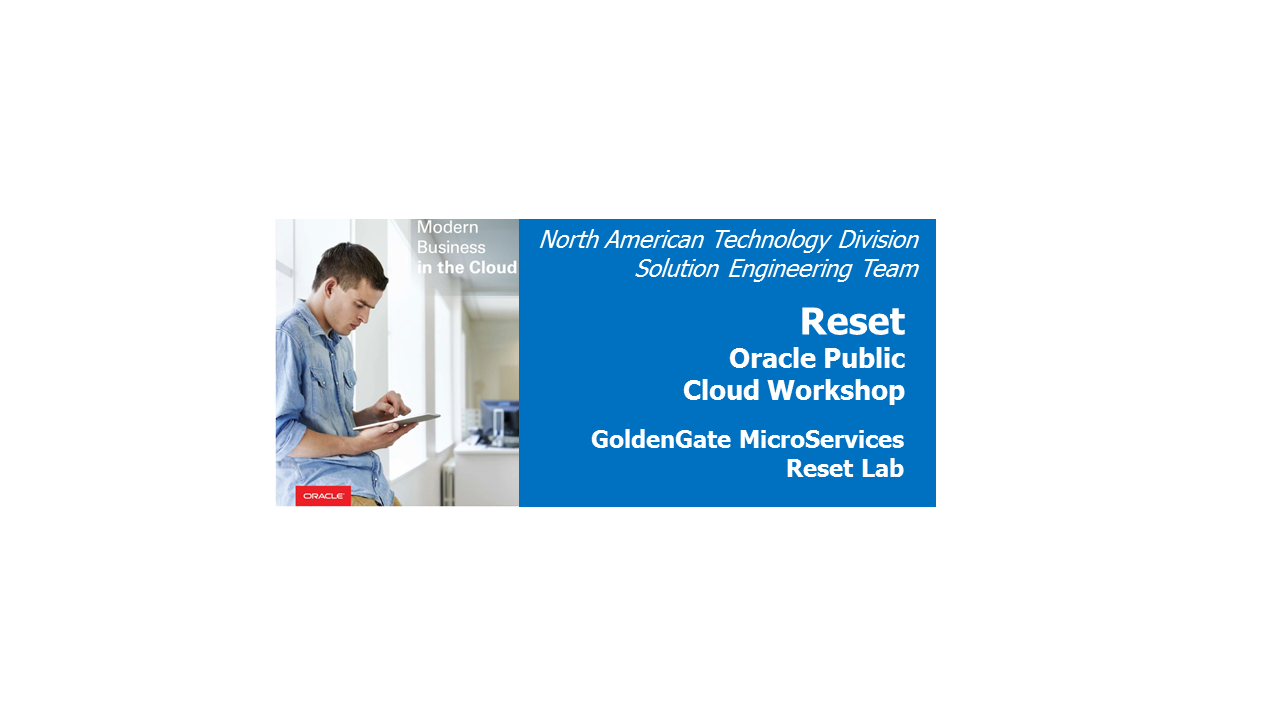 Modern
Business
in the Cloud
ORACLE
North American Technology Division
Solution Engineering Team
Reset
Oracle Public
Cloud Workshop
GoldenGate MicroServices
Reset Lab